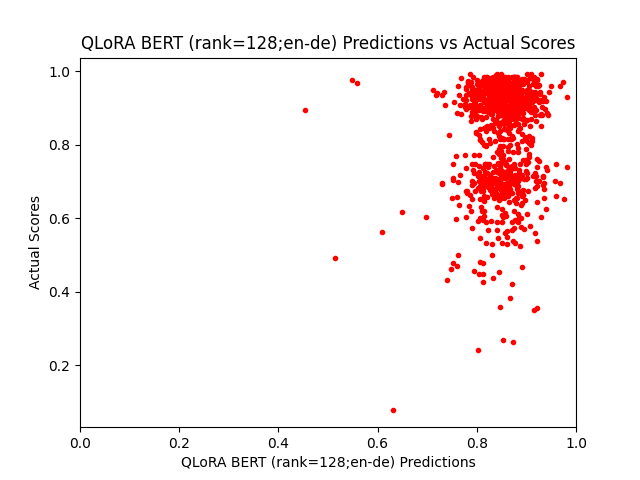 QLoRA BERT (rank=128;en-de) Predictions vs Actual Scores
1.0
0.8
0.6
0.4
0.2
Actual Scores
0.0 0.2 0.4 0.6 0.8 1.0
QLoRA BERT (rank=128;en-de) Predictions